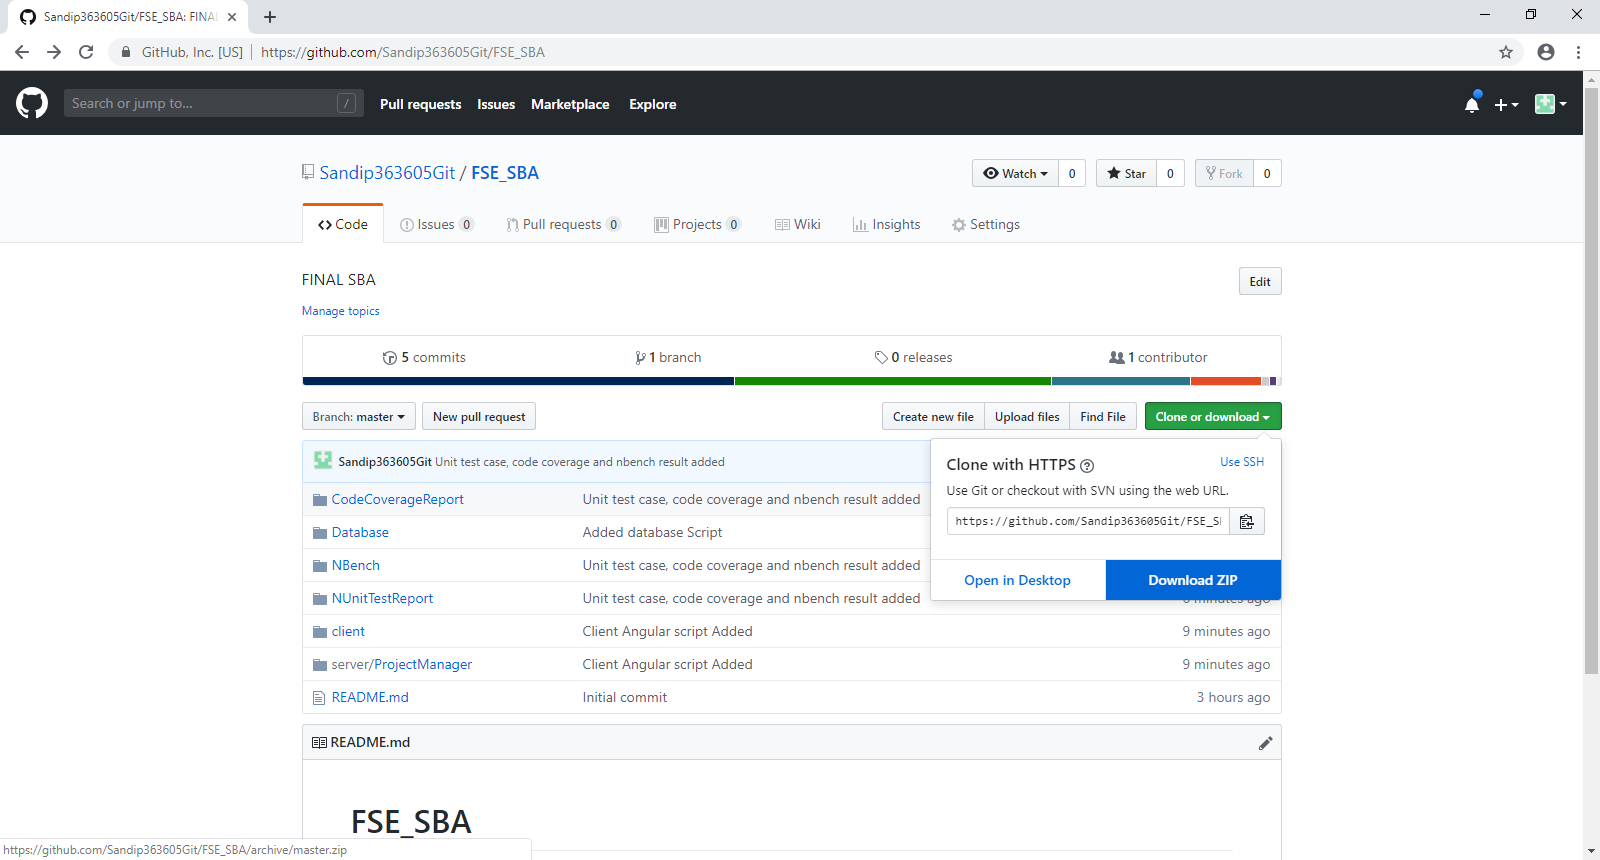 Sandip363605Git/FSE_SBA: FINA
GitHub, Inc. [US] https://github.com/Sandip363605Git/FSE_SBA
Search or jump to... / Pull requests Issues Marketplace Explore
Sandip363605Git / FSE_SBA Watch 0 Star 0 Fork 0
Code Issues 0 Pull requests 0 Projects 0 Wiki Insights Settings
FINAL SBA Edit
Manage topics
5 commits 1 branch 0 releases 1 contributor
Branch: master New pull request Create new file Upload files Find File Clone or download
Sandip363605Git Unit test case, code coverage and nbench result added
Clone with HTTPS ? Use SSH
Use Git or checkout with SVN using the web URL.
https://github.com/Sandip363605Git/FSE_S
Open in Desktop Download ZIP
CodeCoverageReport Unit test case, code coverage and nbench result added
Database Added database Script
NBench Unit test case, code coverage and nbench result added
NUnitTestReport Unit test case, code coverage and nbench result added minutes ago
client Client Angular script Added 9 minutes ago
server/ProjectManager Client Angular script Added 9 minutes ago
README.md Initial commit 3 hours ago
README.md
FSE_SBA
https://github.com/Sandip363605Git/FSE_SBA/archive/master.zip